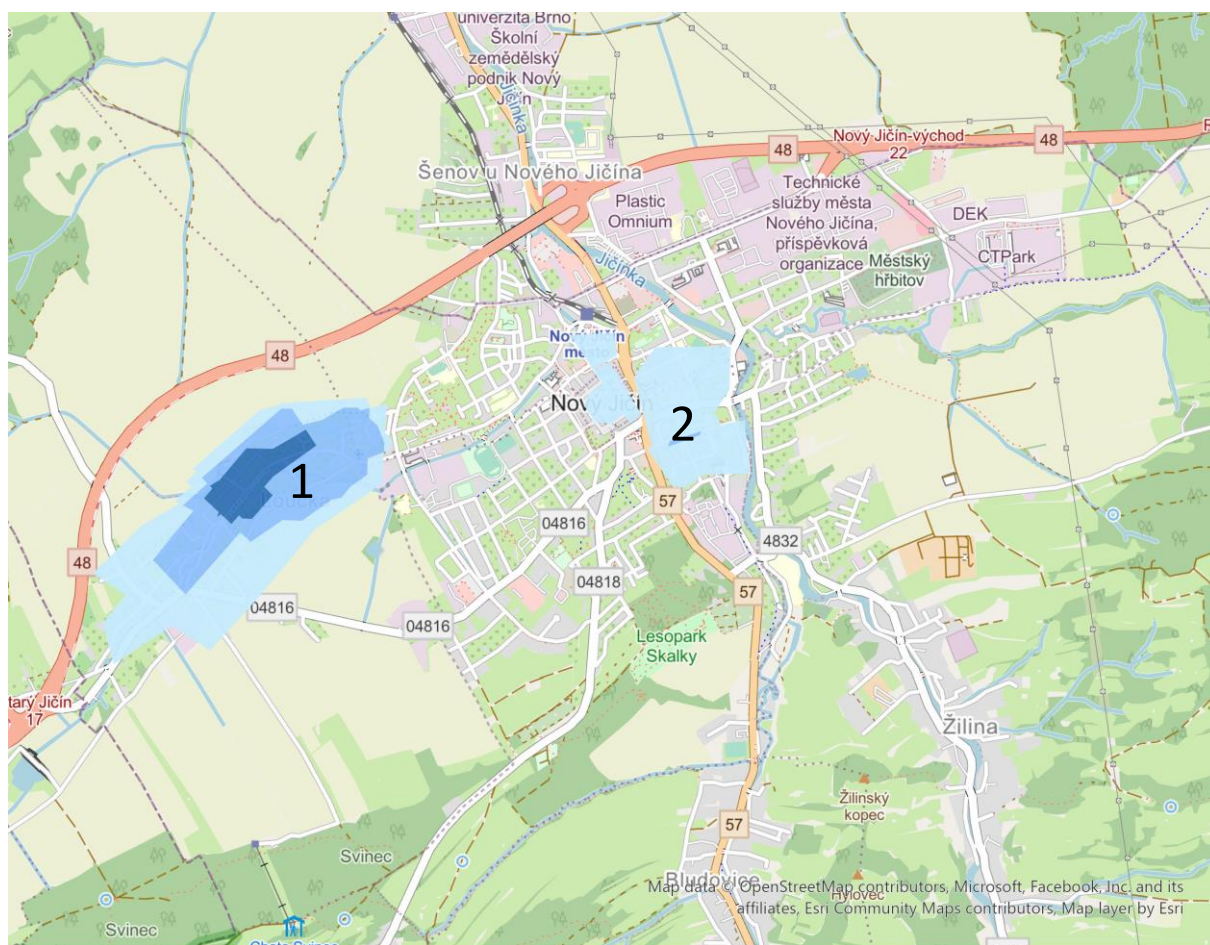 univerzita Brno
Školní
zemědělský
podnik Nový
Jičín
Jičínka
48
Nový Jičín-východ
22
48
Šenov u Nového Jičína
Plastic
Omnium
Technické
služby města
Nového Jičína,
příspěvková
organizace
DEK
CTPark
Městský
hřbitov
Jičínka
Nový Jičín
město
48
Nový Jičín
2
1
57
04816
4832
48
04818
04816
04816
57
Lesopark
Skalky
tarý Jičín
17
Žilina
Žilinský
kopec
57
Svinec
Bludovice
Hýlovec
Map data © OpenStreetMap contributors, Microsoft, Facebook, Inc. and its
affiliates, Esri Community Maps contributors, Map layer by Esri
Svinec
Chata Svinec